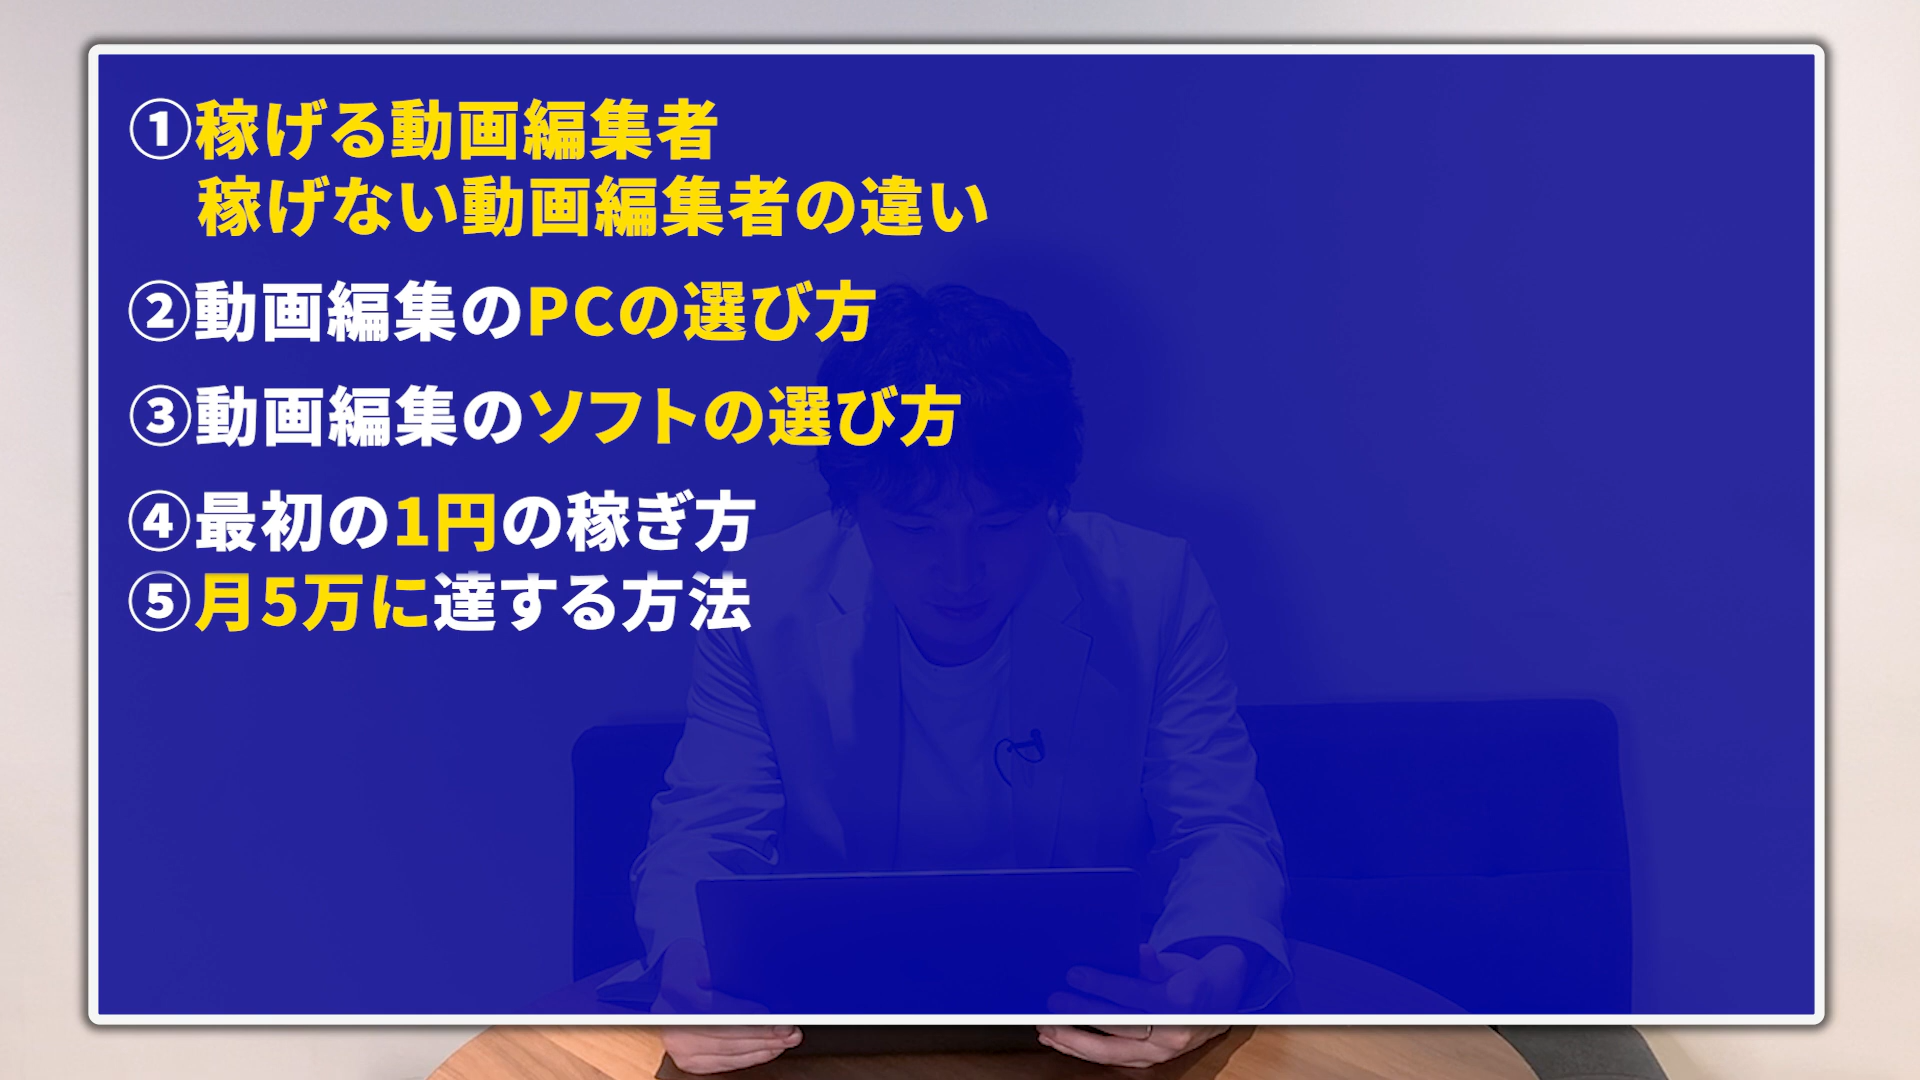 ①稼げる動画編集者
稼げない動画編集者の違い
②動画編集のPCの選び方
③動画編集のソフトの選び方
④最初の1円の稼ぎ方
⑤月5万に達する方法